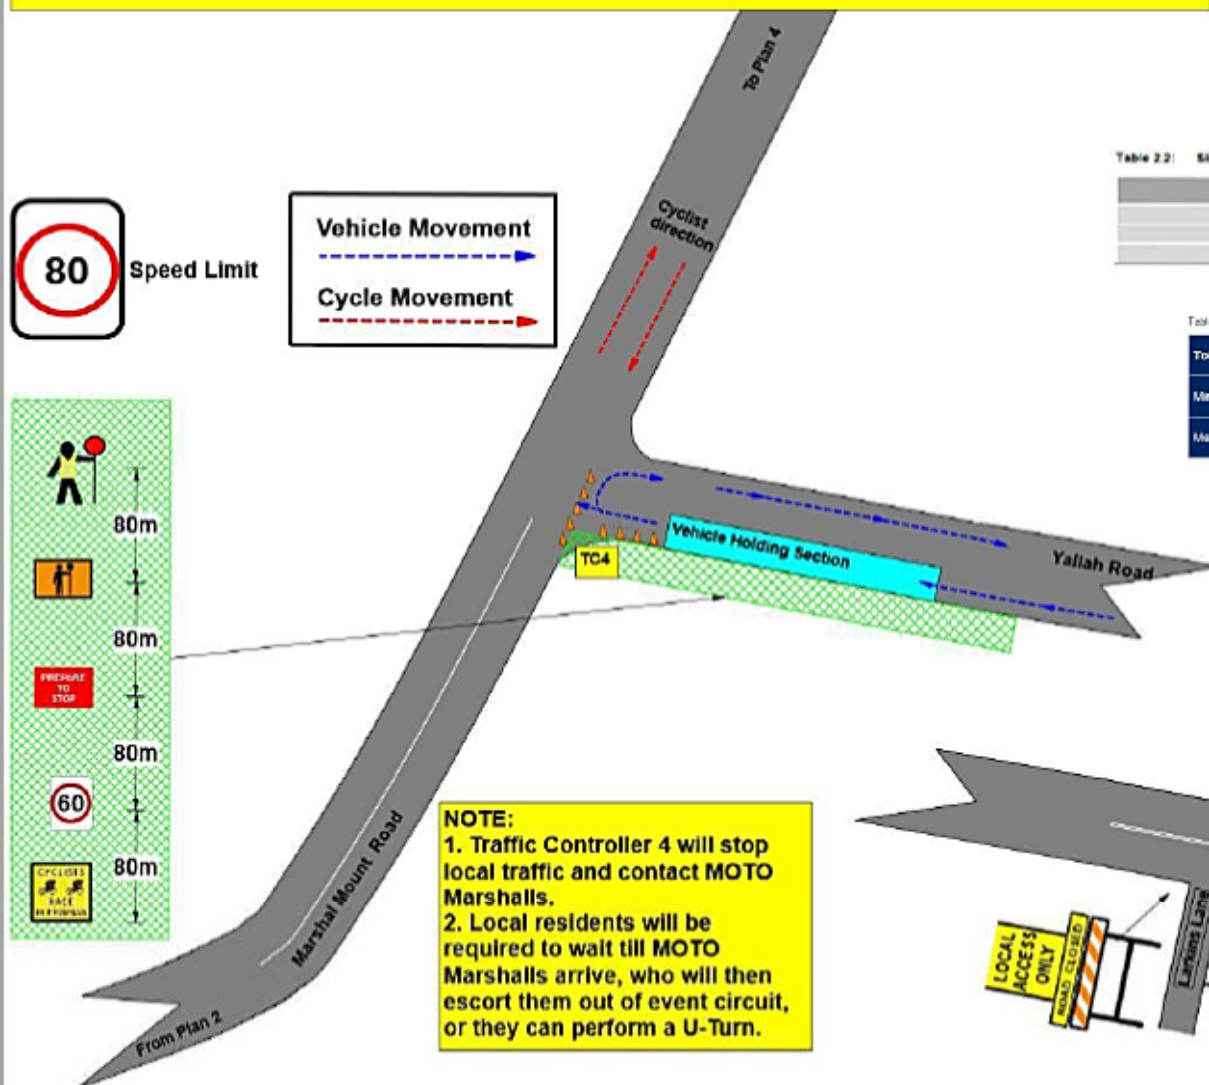 To Plan 4
Table 2.2:
Cyclist
direction
80
Speed Limit
Vehicle Movement
Cycle Movement
80m
80m
PREPARE
TO
STOP
80m
60
80m
CYCLISTS
RACE
IN PROGRESS
Vehicle Holding Section
TC4
Yallah Road
Marshal Mount Road
From Plan 2
NOTE:
1. Traffic Controller 4 will stop
local traffic and contact MOTO
Marshalls.
2. Local residents will be
required to wait till MOTO
Marshalls arrive, who will then
escort them out of event circuit,
or they can perform a U-Turn.
LOCAL
ACCESS
ONLY
ROAD CLOSED
Larkins Lane